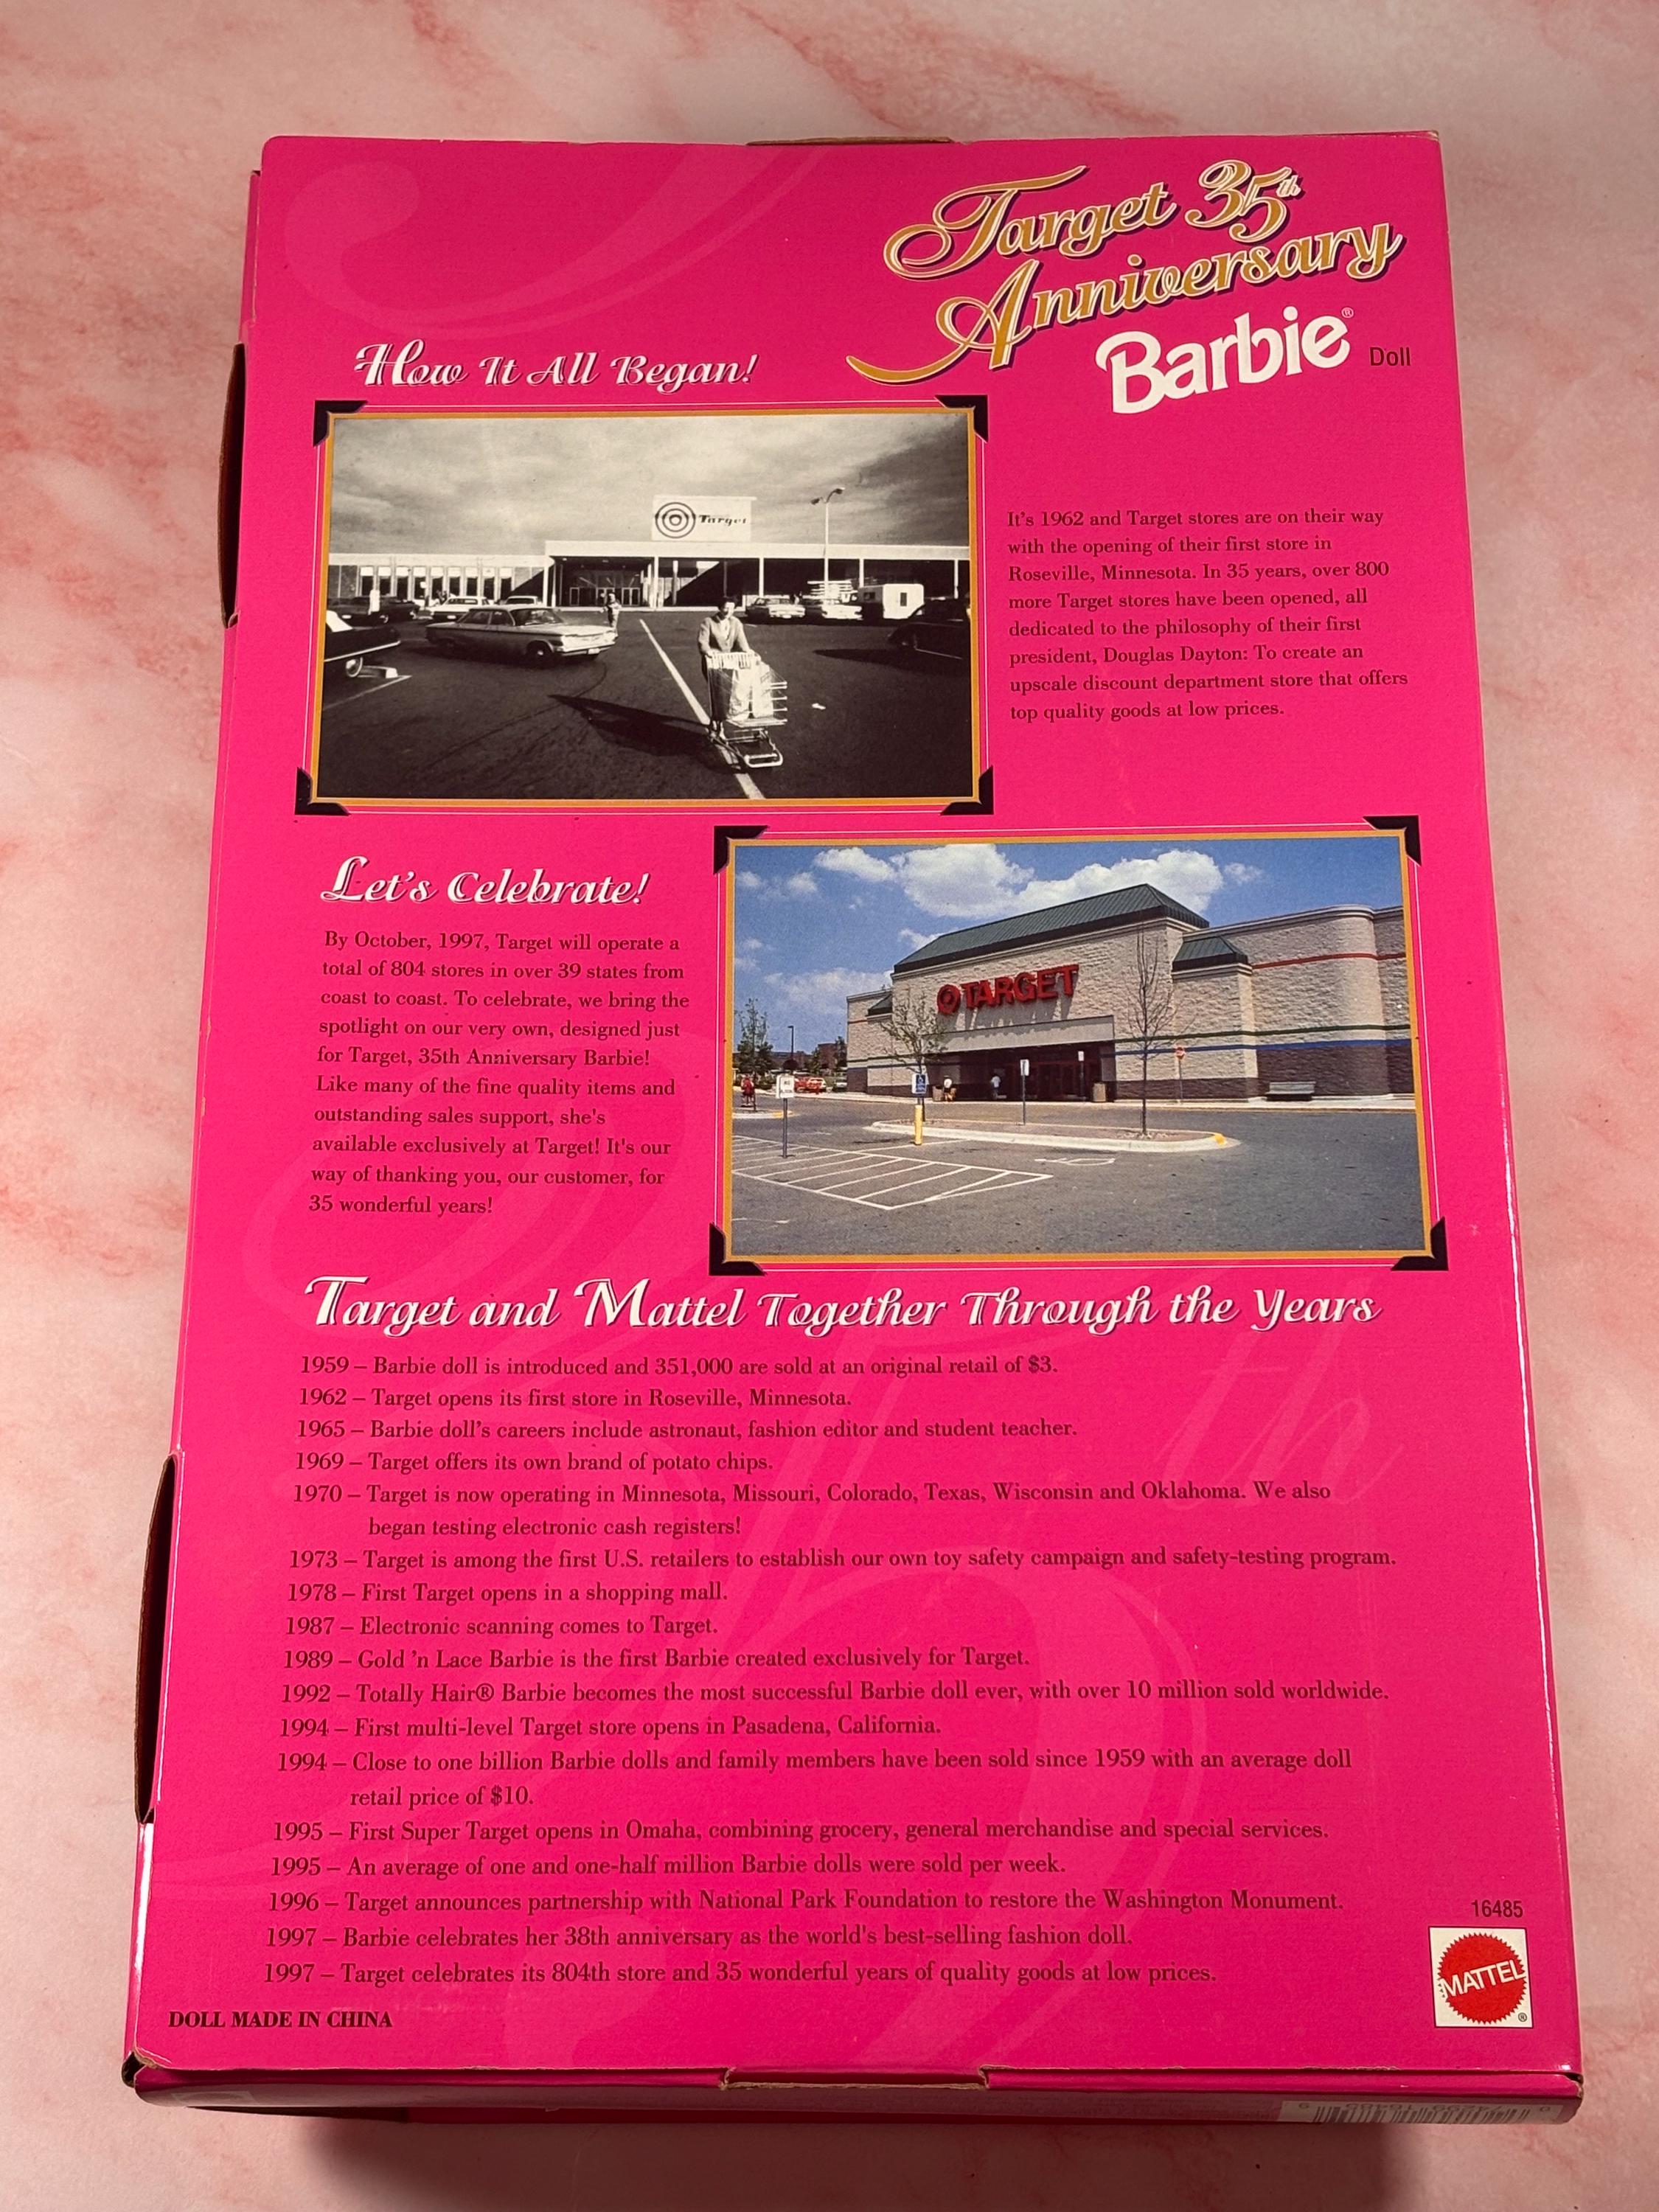 Target 35th
Anniversary
Barbie® Doll
How It All Began!
Target
It's 1962 and Target stores are on their way
with the opening of their first store in
Roseville, Minnesota. In 35 years, over 800
more Target stores have been opened, all
dedicated to the philosophy of their first
president, Douglas Dayton: To create an
upscale discount department store that offers
top quality goods at low prices.
Let's Celebrate!
By October, 1997, Target will operate a
total of 804 stores in over 39 states from
coast to coast. To celebrate, we bring the
spotlight on our very own, designed just
for Target, 35th Anniversary Barbie!
Like many of the fine quality items and
outstanding sales support, she's
available exclusively at Target! It's our
way of thanking you, our customer, for
35 wonderful years!
TARGET
Target and Mattel Together Through the Years
1959 – Barbie doll is introduced and 351,000 are sold at an original retail of $3.
1962 – Target opens its first store in Roseville, Minnesota.
1965 – Barbie doll's careers include astronaut, fashion editor and student teacher.
1969 – Target offers its own brand of potato chips.
1970 – Target is now operating in Minnesota, Missouri, Colorado, Texas, Wisconsin and Oklahoma. We also
began testing electronic cash registers!
1973 – Target is among the first U.S. retailers to establish our own toy safety campaign and safety-testing program.
1978 – First Target opens in a shopping mall.
1987 – Electronic scanning comes to Target.
1989 – Gold 'n Lace Barbie is the first Barbie created exclusively for Target.
1992 – Totally Hair® Barbie becomes the most successful Barbie doll ever, with over 10 million sold worldwide.
1994 – First multi-level Target store opens in Pasadena, California.
1994 – Close to one billion Barbie dolls and family members have been sold since 1959 with an average doll
retail price of $10.
1995 – First Super Target opens in Omaha, combining grocery, general merchandise and special services.
1995 – An average of one and one-half million Barbie dolls were sold per week.
1996 – Target announces partnership with National Park Foundation to restore the Washington Monument.
1997 – Barbie celebrates her 38th anniversary as the world's best-selling fashion doll.
1997 – Target celebrates its 804th store and 35 wonderful years of quality goods at low prices.
16485
MATTEL®
DOLL MADE IN CHINA